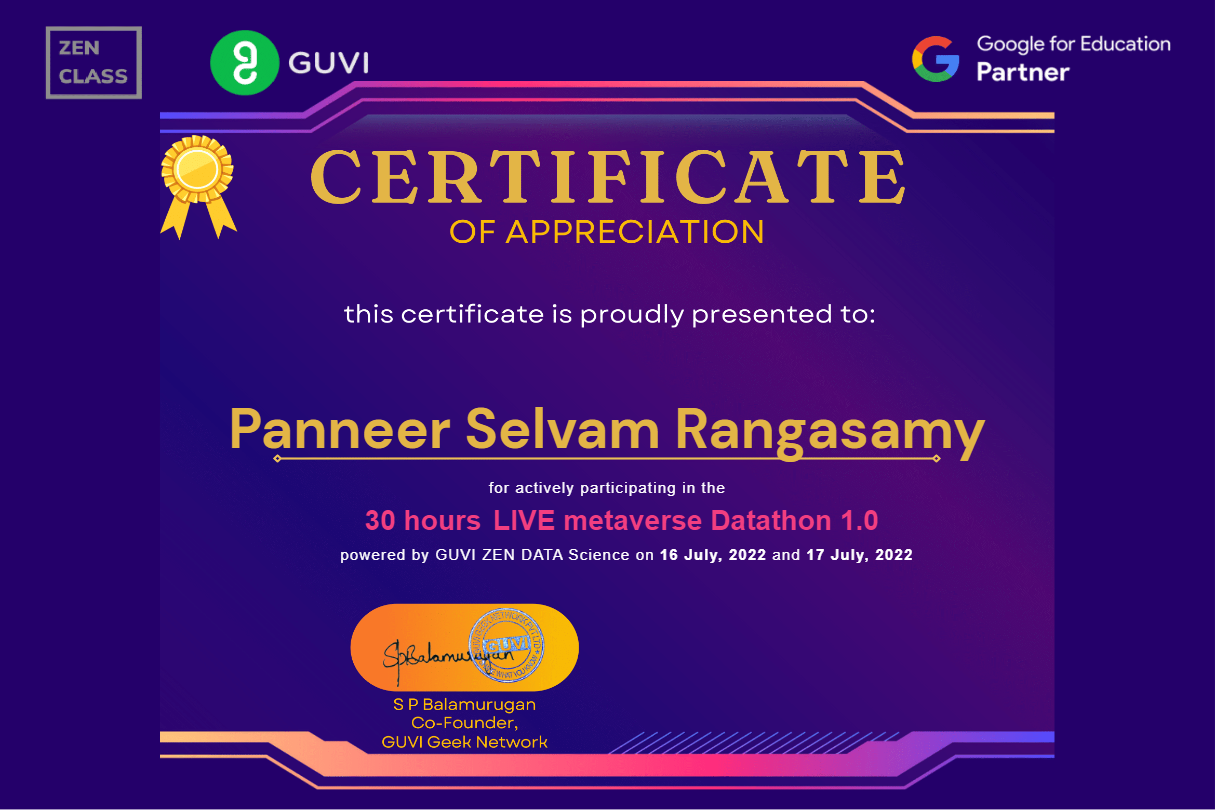 ZEN
CLASS
GUVI
Google for Education
Partner
CERTIFICATE
OF APPRECIATION
this certificate is proudly presented to:
Panneer Selvam Rangasamy
for actively participating in the
30 hours LIVE metaverse Datathon 1.0
powered by GUVI ZEN DATA Science on 16 July, 2022 and 17 July, 2022
SpBalamurugan
GUVI
S P Balamurugan
Co-Founder,
GUVI Geek Network